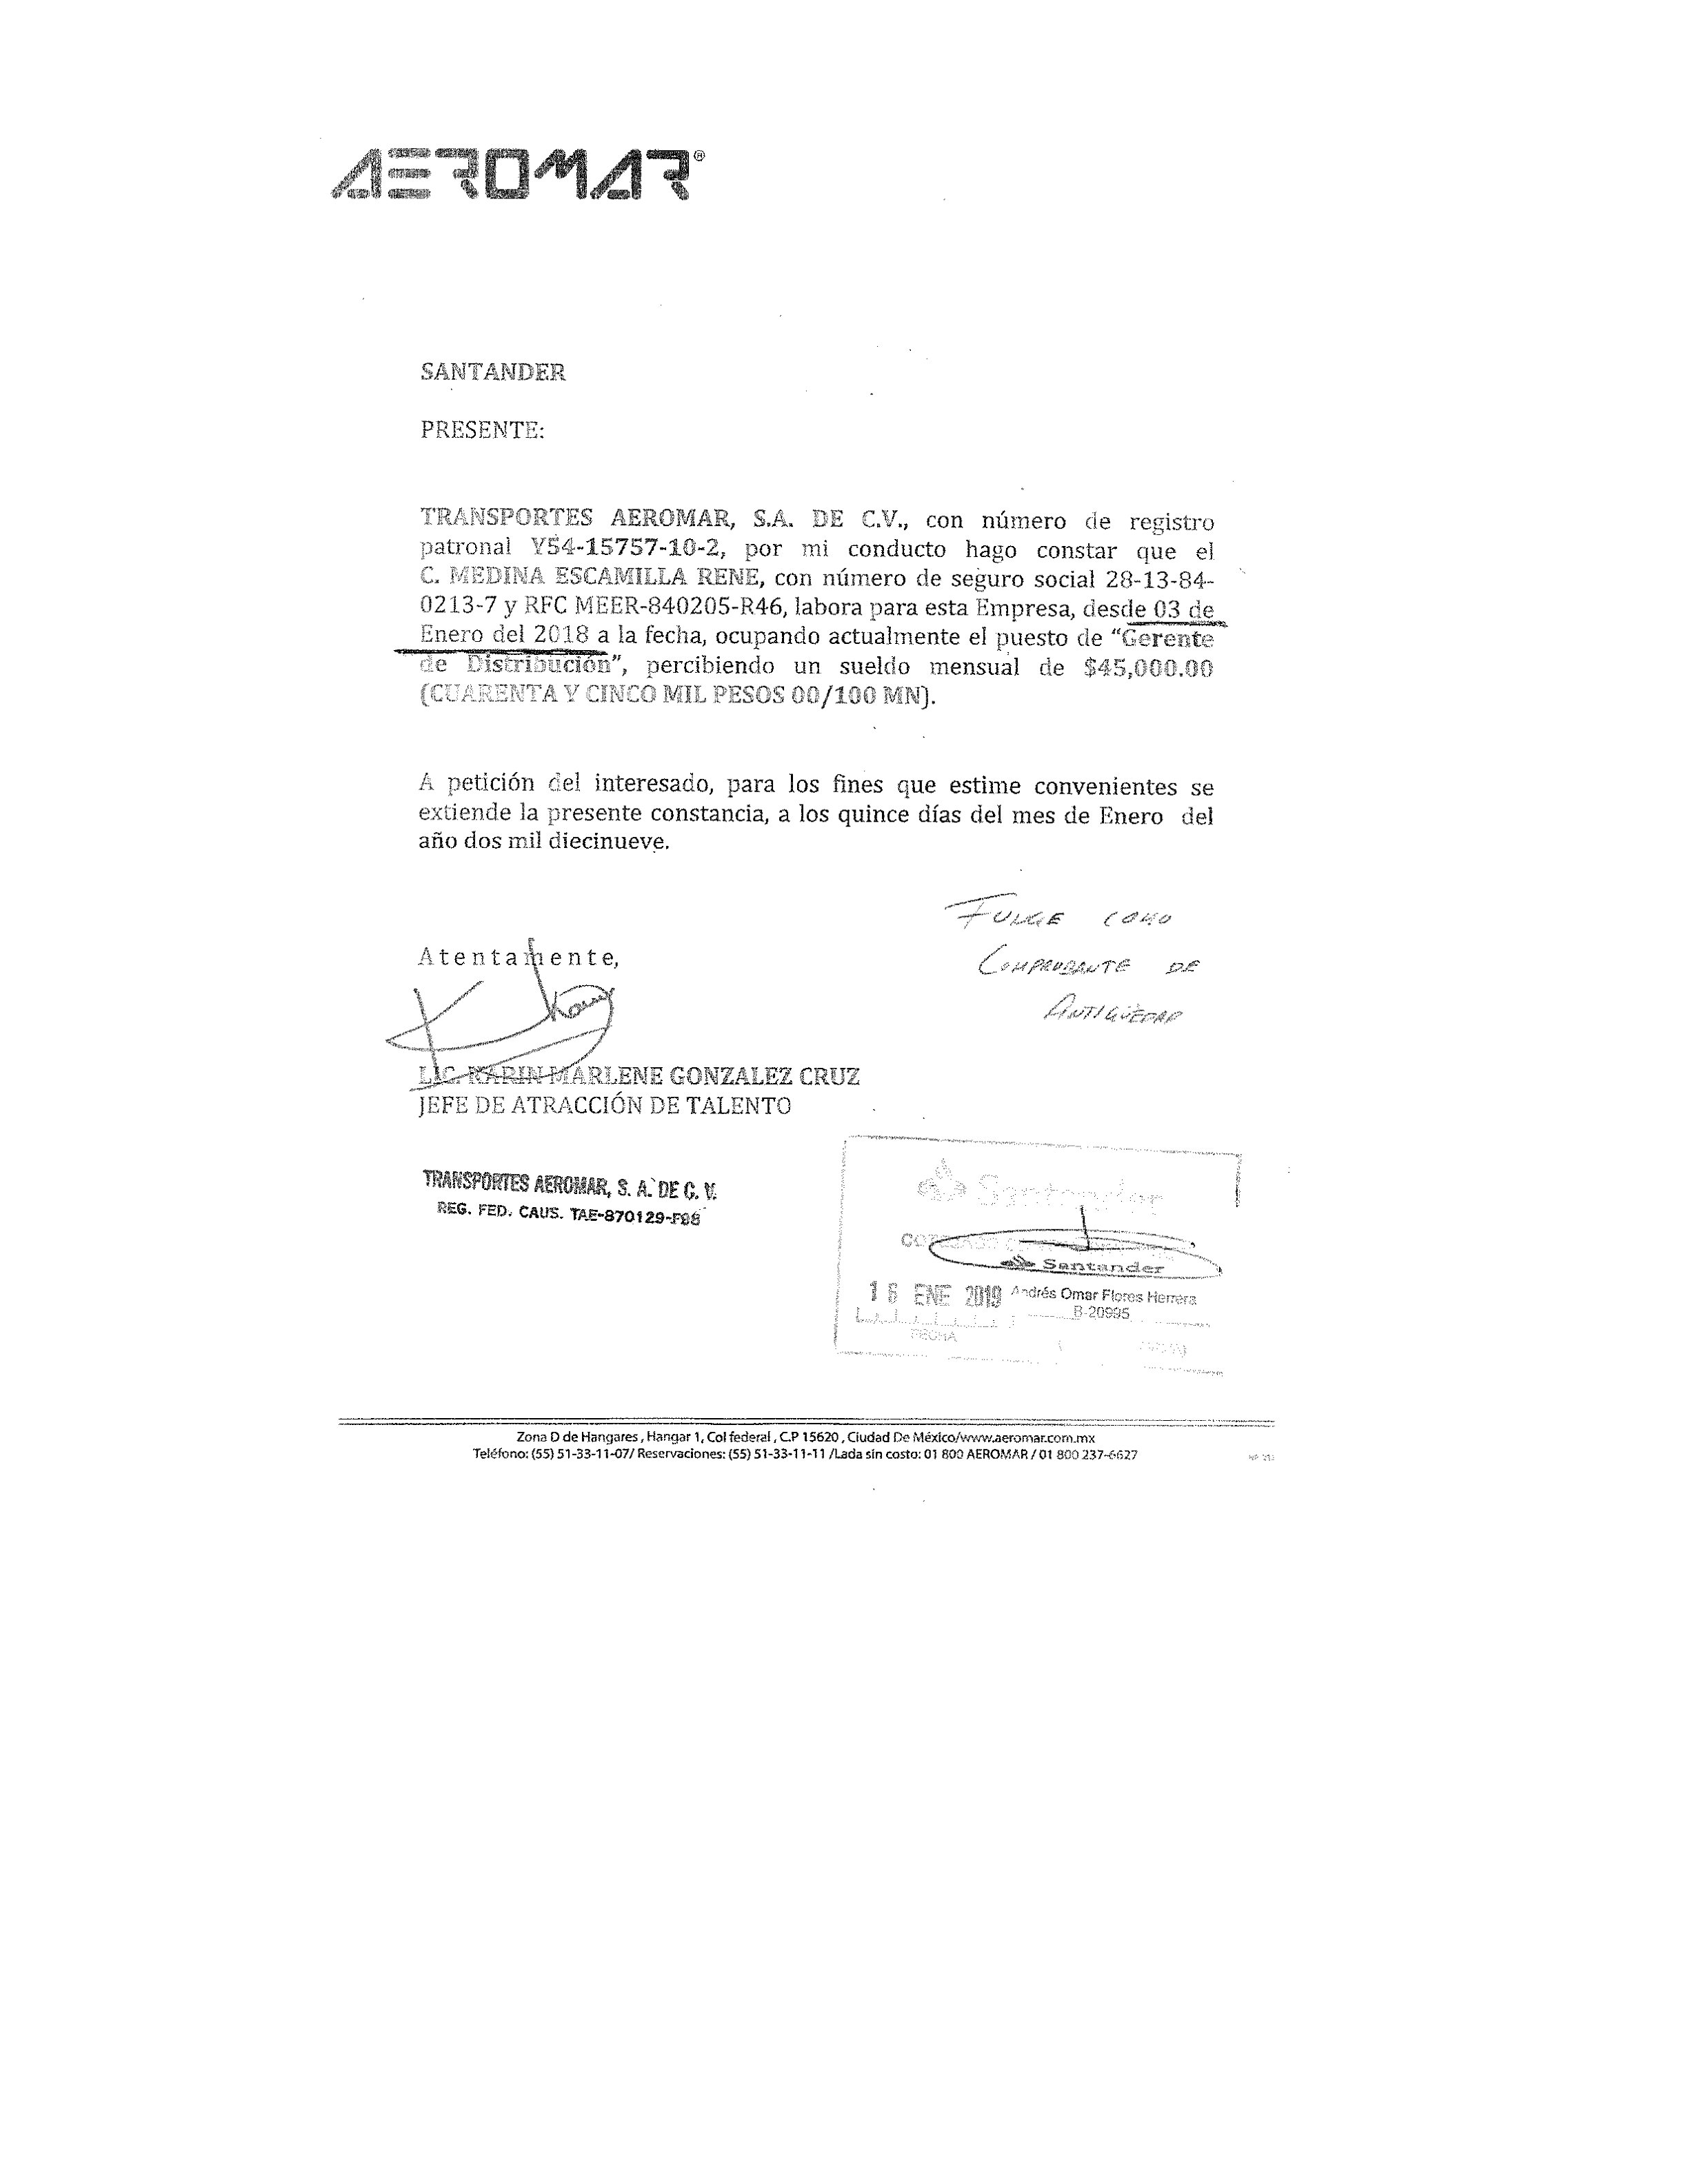 AEROMAR®
SANTANDER
PRESENTE:
TRANSPORTES AEROMAR, S.A. DE C.V., con número de registro
patronal Y54-15757-10-2, por mi conducto hago constar que el
C. MEDINA ESCAMILLA RENE, con número de seguro social 28-13-84-
0213-7 y RFC MEER-840205-R46, labora para esta Empresa, desde 03 de
Enero del 2018 a la fecha, ocupando actualmente el puesto de “Gerente
de Distribución”, percibiendo un sueldo mensual de $45,000.00
(CUARENTA Y CINCO MIL PESOS 00/100 MN).
A petición del interesado, para los fines que estime convenientes se
extiende la presente constancia, a los quince días del mes de Enero del
año dos mil diecinueve.
FUNGE COMO
COMPROBANTE DE
ANTIGÜEDAD
Atentamente,
LIC. KARIN MARLENE GONZALEZ CRUZ
JEFE DE ATRACCIÓN DE TALENTO
TRANSPORTES AEROMAR, S. A. DE C. V.
REG. FED. CAUS. TAE-870129-
Santander
Santander
16 ENE 2019 Andrés Omar Flores Herrera
B-20995
FECHA
Zona D de Hangares, Hangar 1, Col federal, C.P 15620, Ciudad De México/www.aeromar.com.mx
Teléfono: (55) 51-33-11-07/ Reservaciones: (55) 51-33-11-11 /Lada sin costo: 01 800 AEROMAR / 01 800 237-6627